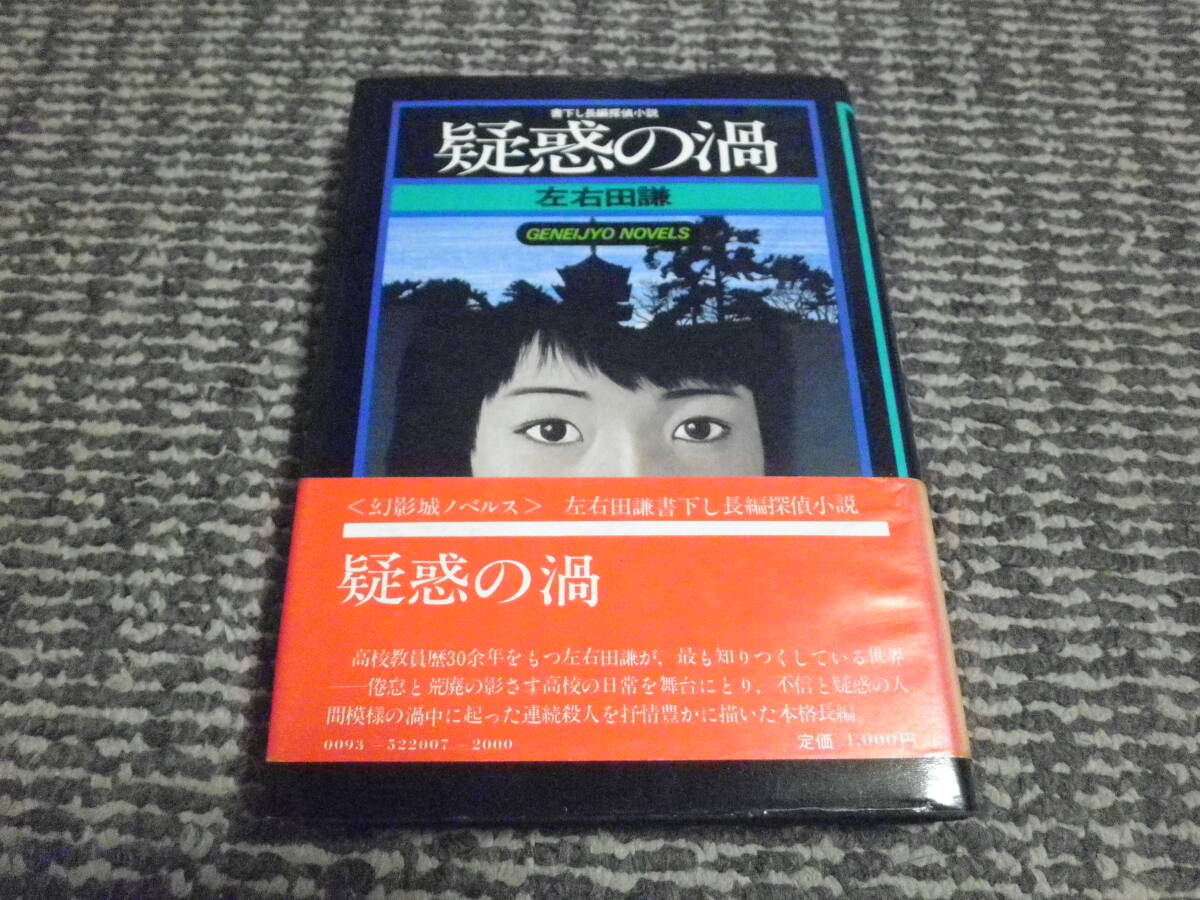 書下し長編探偵小説
疑惑の渦
左右田謙
GENEIJYO NOVELS
〈幻影城ノベルス〉 左右田謙書下し長編探偵小説
疑惑の渦
高校教員歴30余年をもつ左右田謙が、最も知りつくしている世界
——倦怠と荒廃の影さす高校の日常を舞台にとり、不信と疑惑の人
間模様の渦中に起った連続殺人を抒情豊かに描いた本格長編。
0093-522007-2000 定価 1,000円